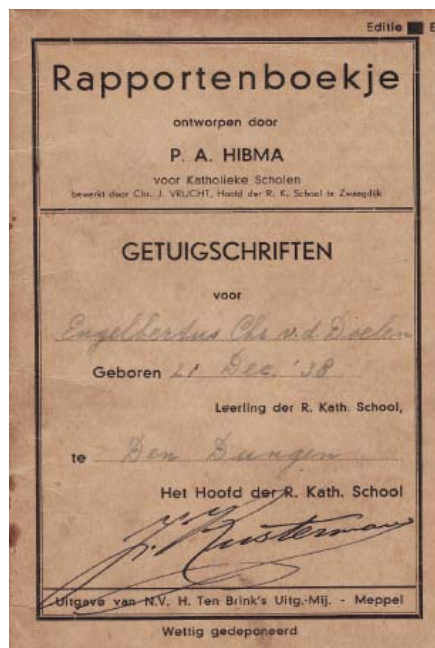 Editie E
Rapportenboekje
ontworpen door
P. A. HIBMA
voor Katholieke Scholen
bewerkt door Chr. J. VRUCHT, Hoofd der R. K. School te Zwaagdijk
GETUIGSCHRIFTEN
voor
Engelbertus Chr v.d. Doelen
Geboren 21 Dec. '38
Leerling der R. Kath. School,
te Den Dungen
Het Hoofd der R. Kath. School
Kusterman
Uitgave van N.V. H. Ten Brink's Uitg.-Mij. - Meppel
Wettig gedeponeerd